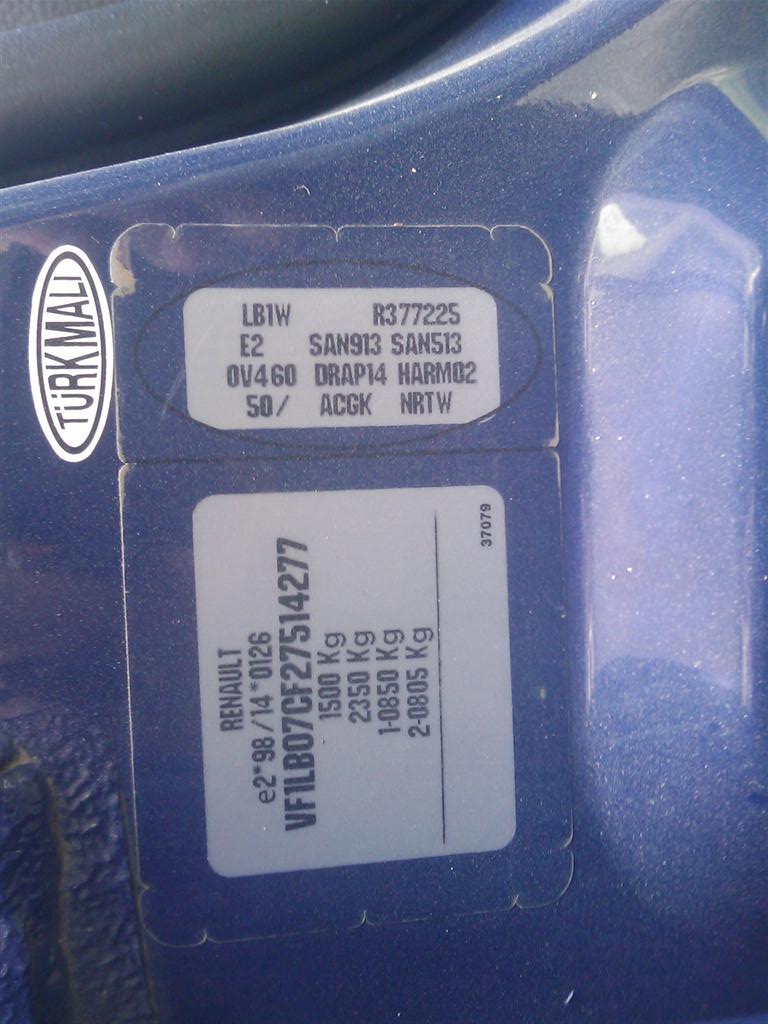 TÜRKMALI
LB1W R377225
E2 SAN913 SAN513
0V460 DRAP14 HARM02
50/ ACGK NRTW
RENAULT
e2*98/14*0126
VF1LB07CF27514277
1500 Kg
2350 Kg
1-0850 Kg
2-0805 Kg
37079